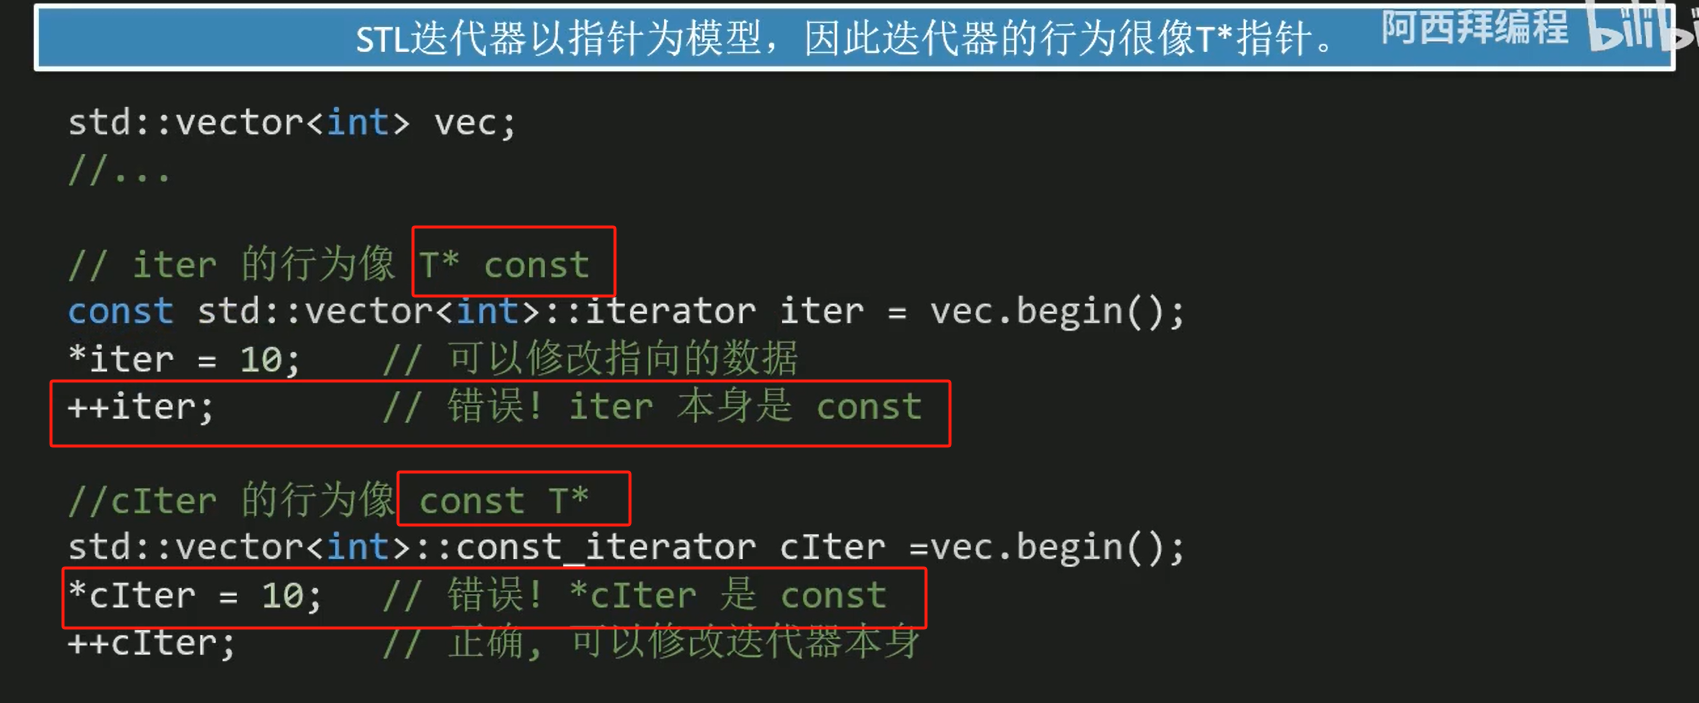 STL迭代器以指针为模型，因此迭代器的行为很像T*指针。
阿西拜编程
std::vector<int> vec;
//...
// iter 的行为像 T* const
const std::vector<int>::iterator iter = vec.begin();
*iter = 10; // 可以修改指向的数据
++iter; // 错误! iter 本身是 const
//cIter 的行为像 const T*
std::vector<int>::const_iterator cIter =vec.begin();
*cIter = 10; // 错误! *cIter 是 const
++cIter; // 正确, 可以修改迭代器本身